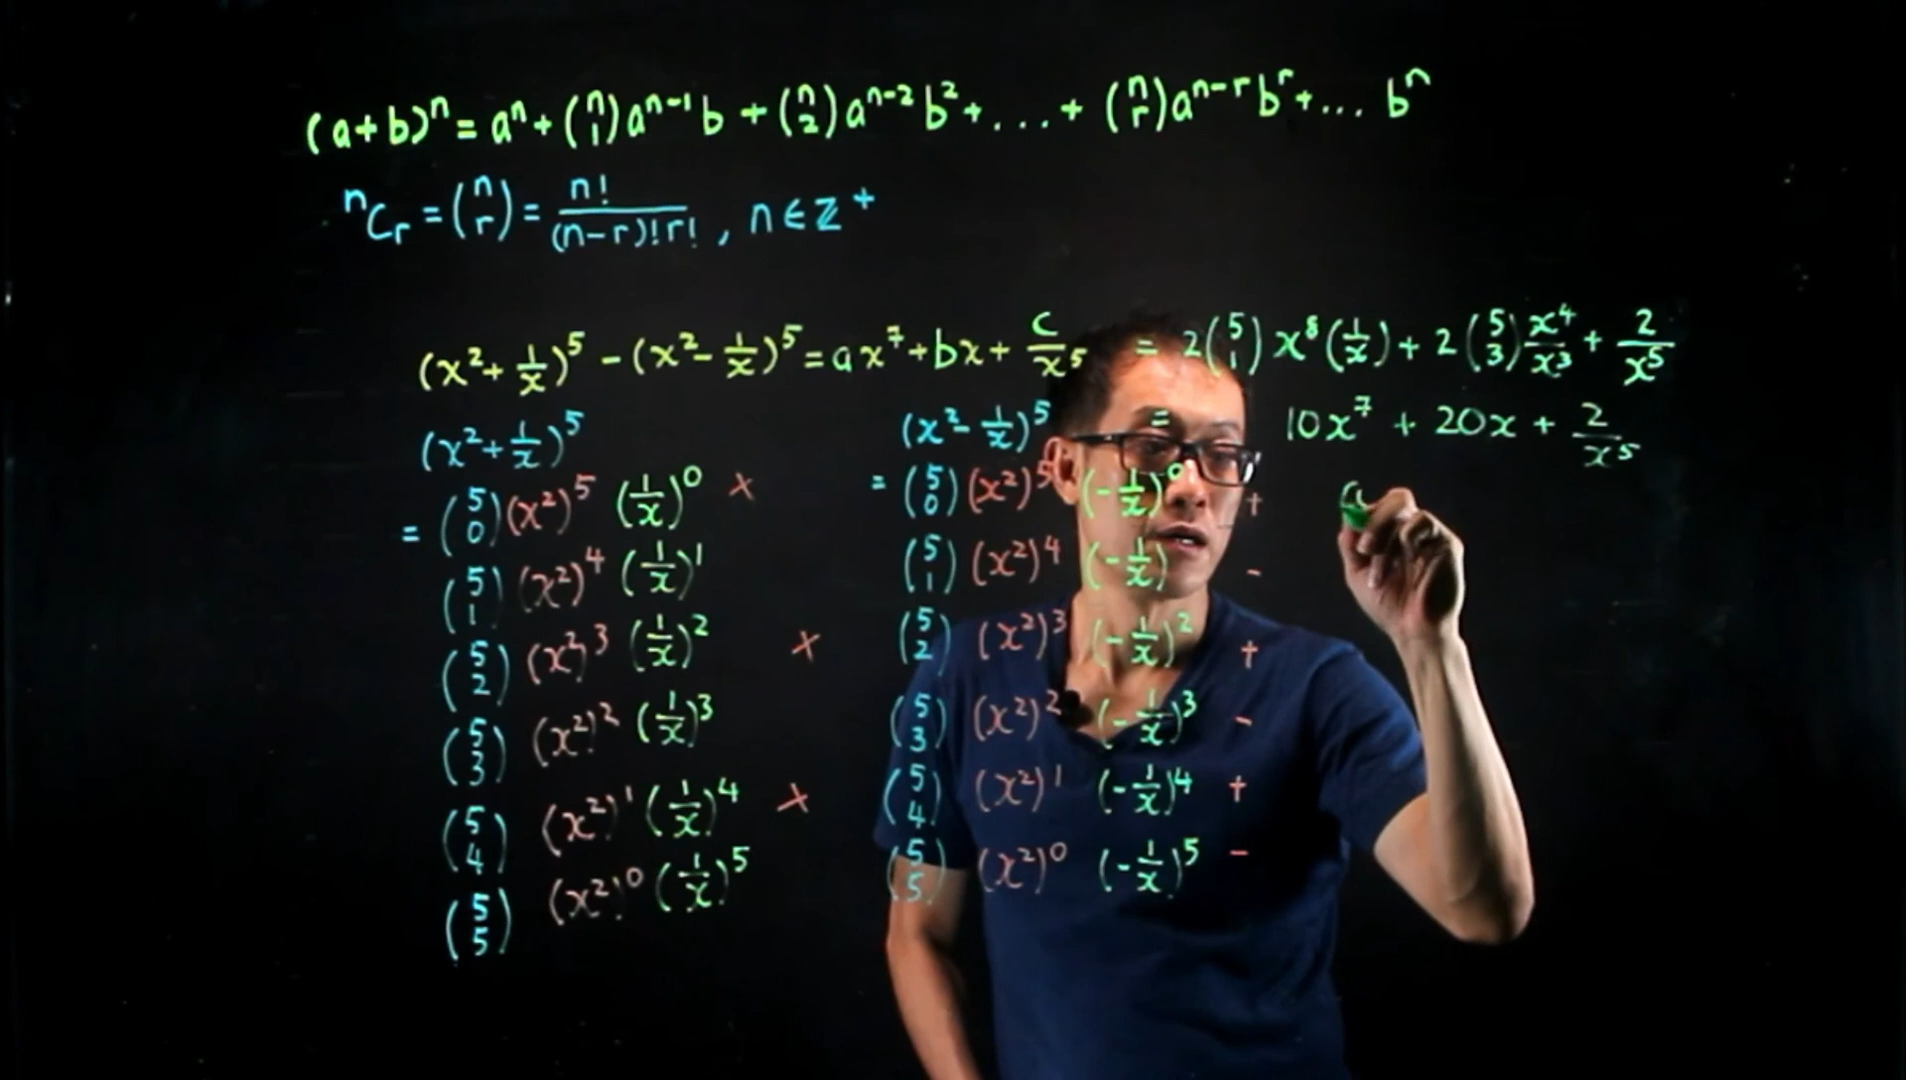 (a+b)ⁿ = aⁿ + (n 1)aⁿ⁻¹b + (n 2)aⁿ⁻²b² + ... + (n r)aⁿ⁻ʳbʳ + ... bⁿ
ⁿCr = (n r) = n!/(n-r)!r! , n ∈ ℤ⁺
(x² + 1/x)⁵ - (x² - 1/x)⁵ = ax⁷ + bx + c/x⁵ = 2(5 1)x⁸(1/x) + 2(5 3)x⁴/x³ + 2/x⁵
= 10x⁷ + 20x + 2/x⁵
a
(x² + 1/x)⁵
= (5 0)(x²)⁵(1/x)⁰ ×
(5 1)(x²)⁴(1/x)¹
(5 2)(x²)³(1/x)² ×
(5 3)(x²)²(1/x)³
(5 4)(x²)¹(1/x)⁴ ×
(5 5)(x²)⁰(1/x)⁵
(x² - 1/x)⁵
= (5 0)(x²)⁵(-1/x)⁰ +
(5 1)(x²)⁴(-1/x) -
(5 2)(x²)³(-1/x)² +
(5 3)(x²)²(-1/x)³ -
(5 4)(x²)¹(-1/x)⁴ +
(5 5)(x²)⁰(-1/x)⁵ -